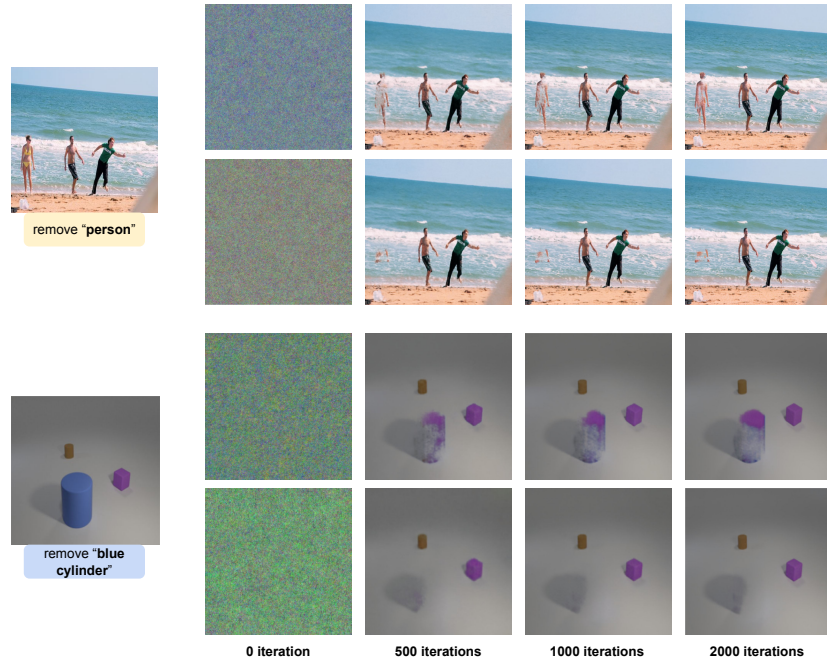 remove “person”
remove “blue
cylinder”
0 iteration
500 iterations
1000 iterations
2000 iterations